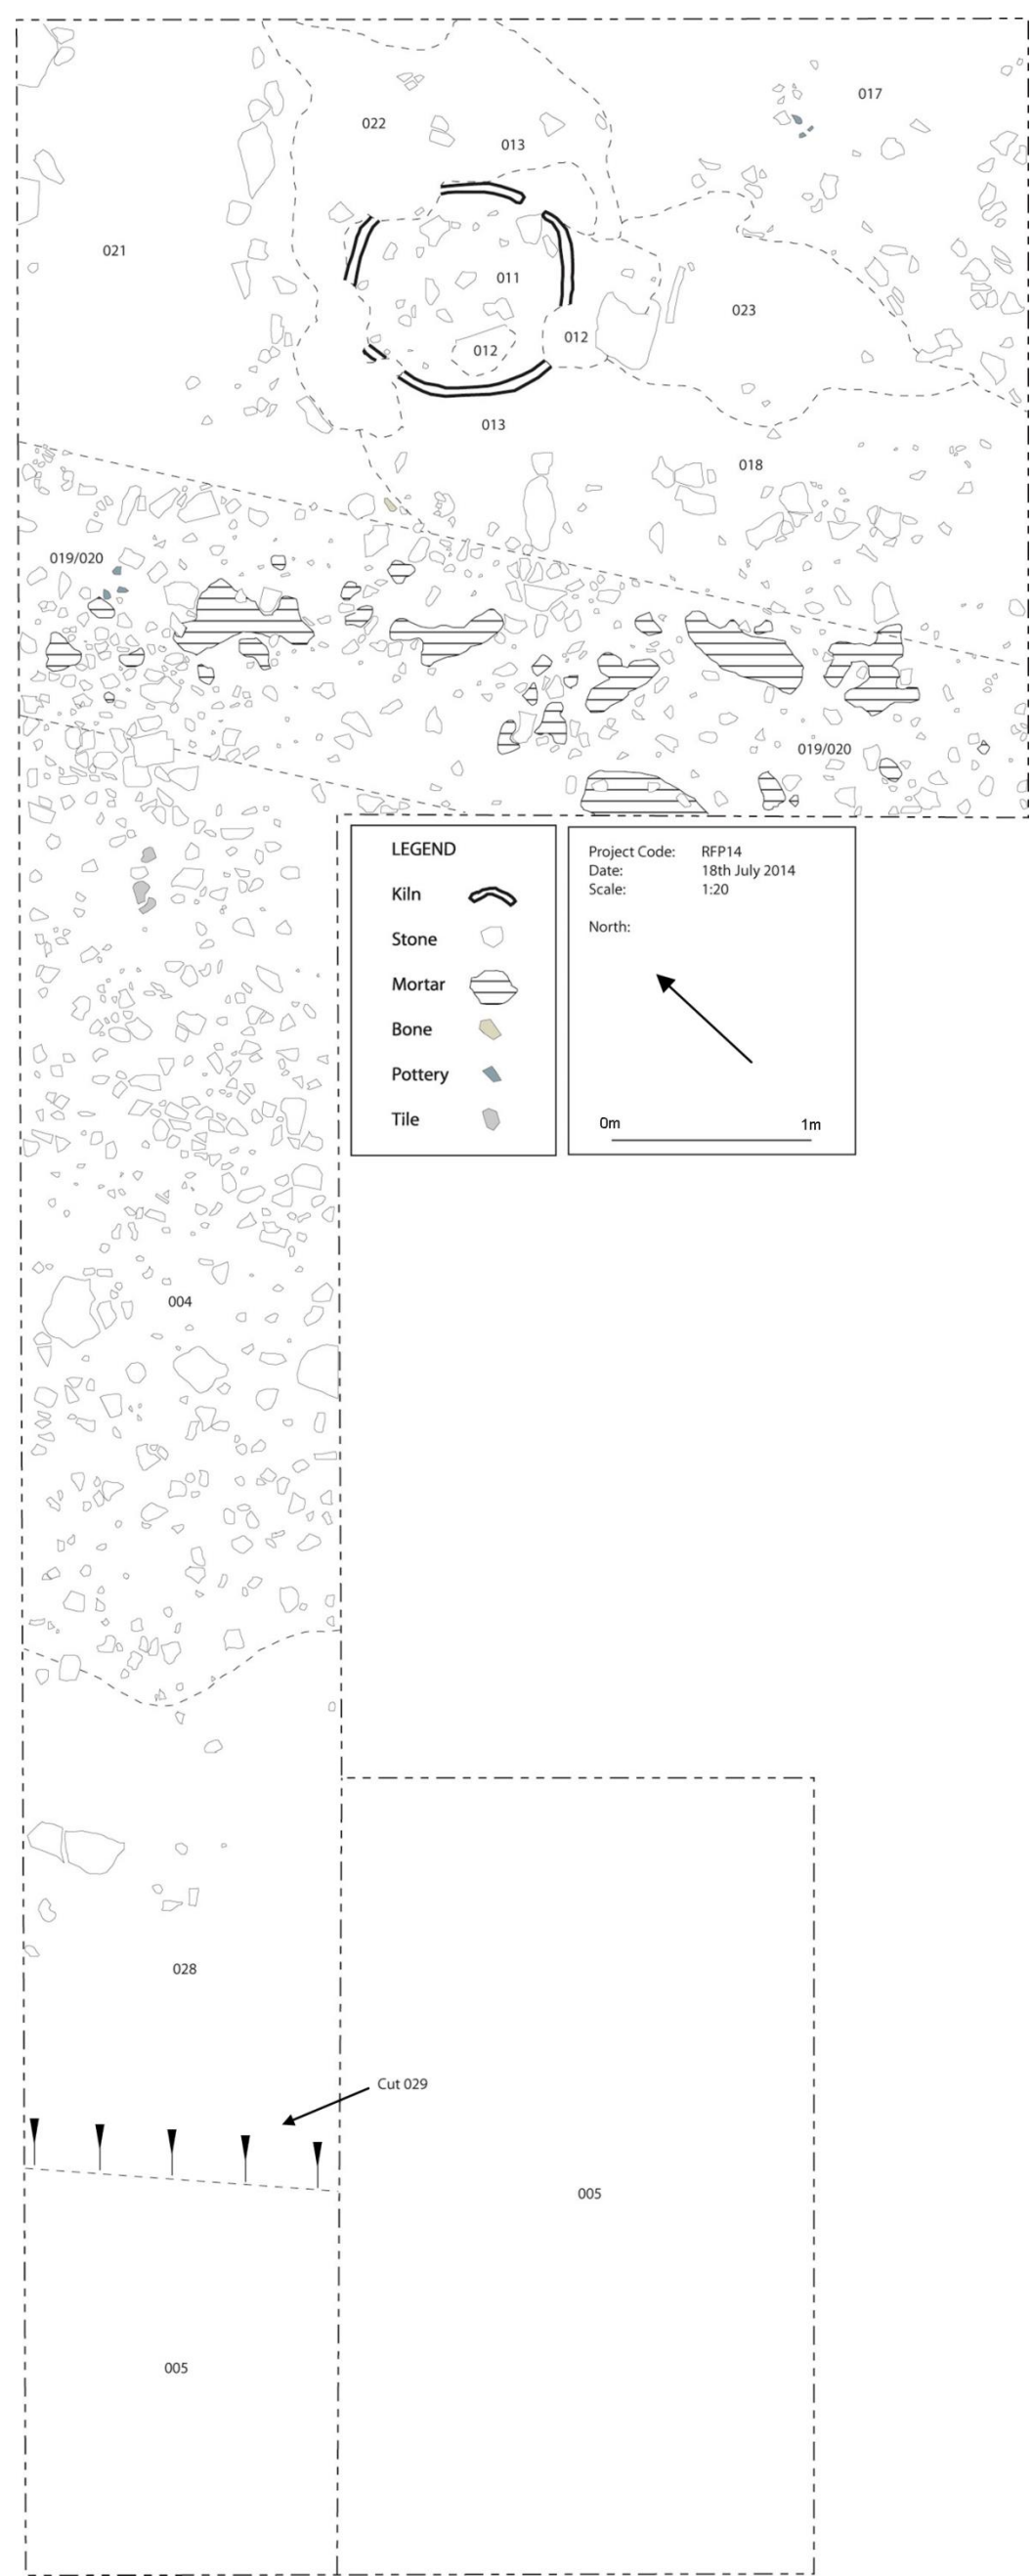 017
022
013
021
011
023
012
012
013
018
019/020
019/020
LEGEND
Kiln
Stone
Mortar
Bone
Pottery
Tile
Project Code: RFP14
Date: 18th July 2014
Scale: 1:20
North:
0m 1m
004
028
Cut 029
005
005